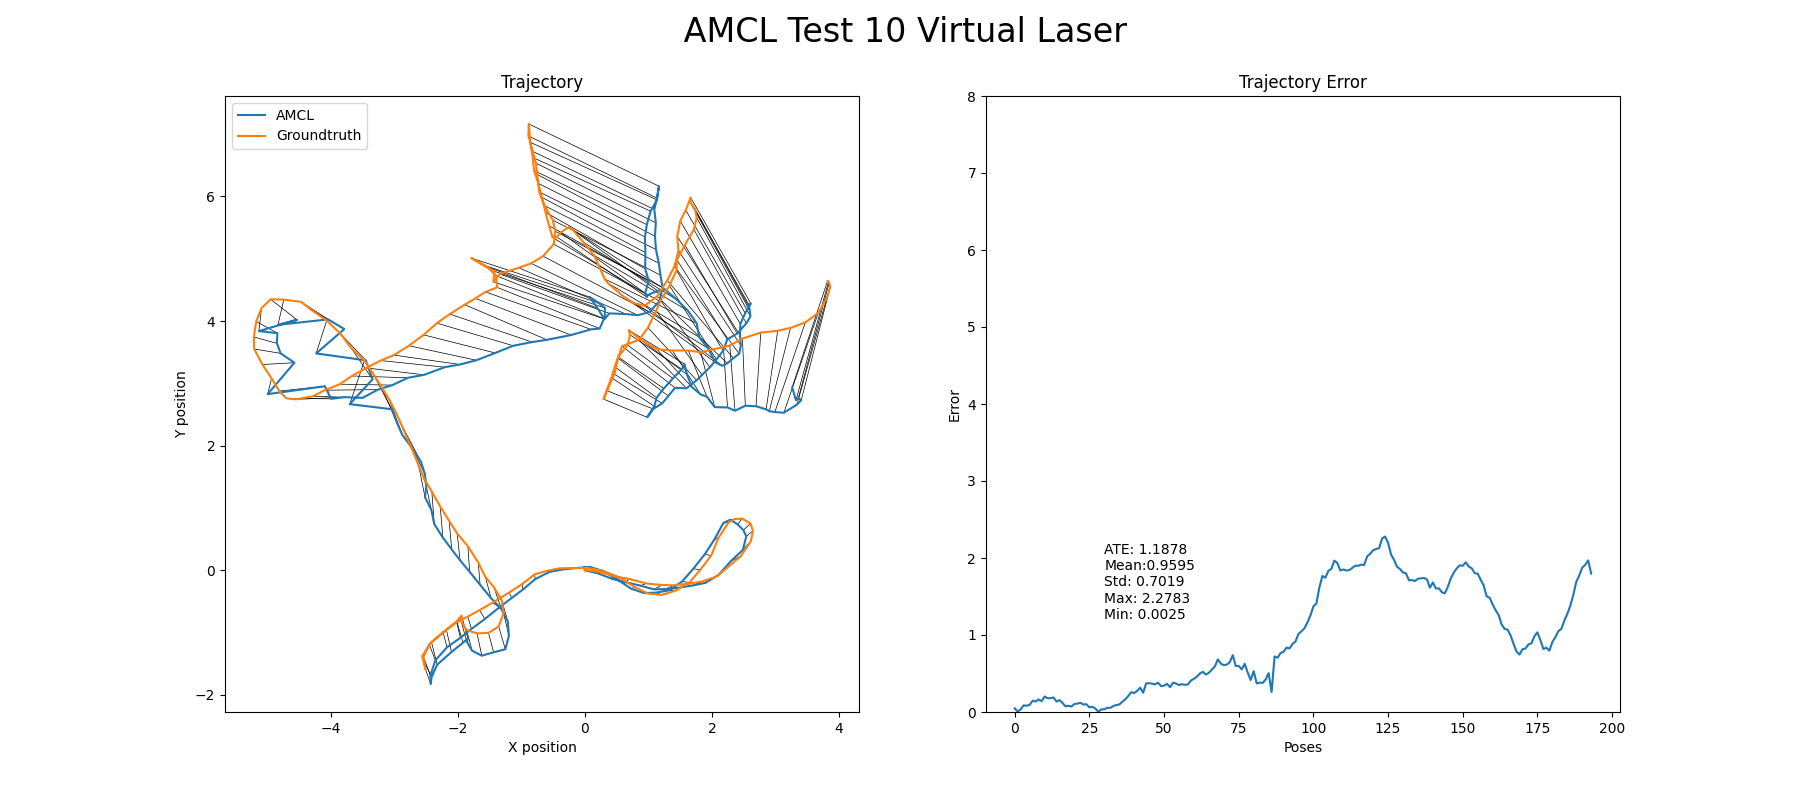 AMCL Test 10 Virtual Laser
Trajectory
AMCL
Groundtruth
6
4
2
0
−2
−4
−2
0
2
4
X position
Y position
Trajectory Error
8
7
6
5
4
3
2
1
0
ATE: 1.1878
Mean:0.9595
Std: 0.7019
Max: 2.2783
Min: 0.0025
0
25
50
75
100
125
150
175
200
Poses
Error